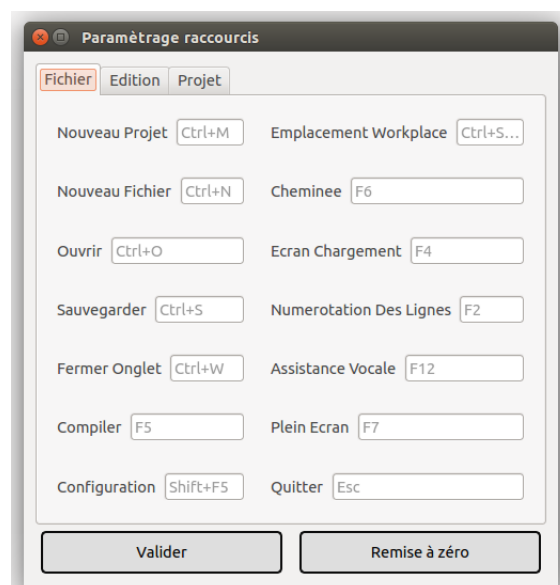 Paramètrage raccourcis
Fichier Edition Projet
Nouveau Projet Ctrl+M Emplacement Workplace Ctrl+S...
Nouveau Fichier Ctrl+N Cheminee F6
Ouvrir Ctrl+O Ecran Chargement F4
Sauvegarder Ctrl+S Numerotation Des Lignes F2
Fermer Onglet Ctrl+W Assistance Vocale F12
Compiler F5 Plein Ecran F7
Configuration Shift+F5 Quitter Esc
Valider Remise à zéro